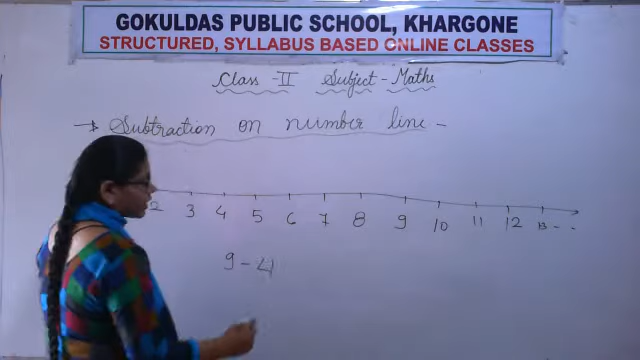 GOKULDAS PUBLIC SCHOOL, KHARGONE
STRUCTURED, SYLLABUS BASED ONLINE CLASSES
Class - II Subject - Maths
→ Subtraction on number line -
2 3 4 5 6 7 8 9 10 11 12 13 - - -
9 - 4